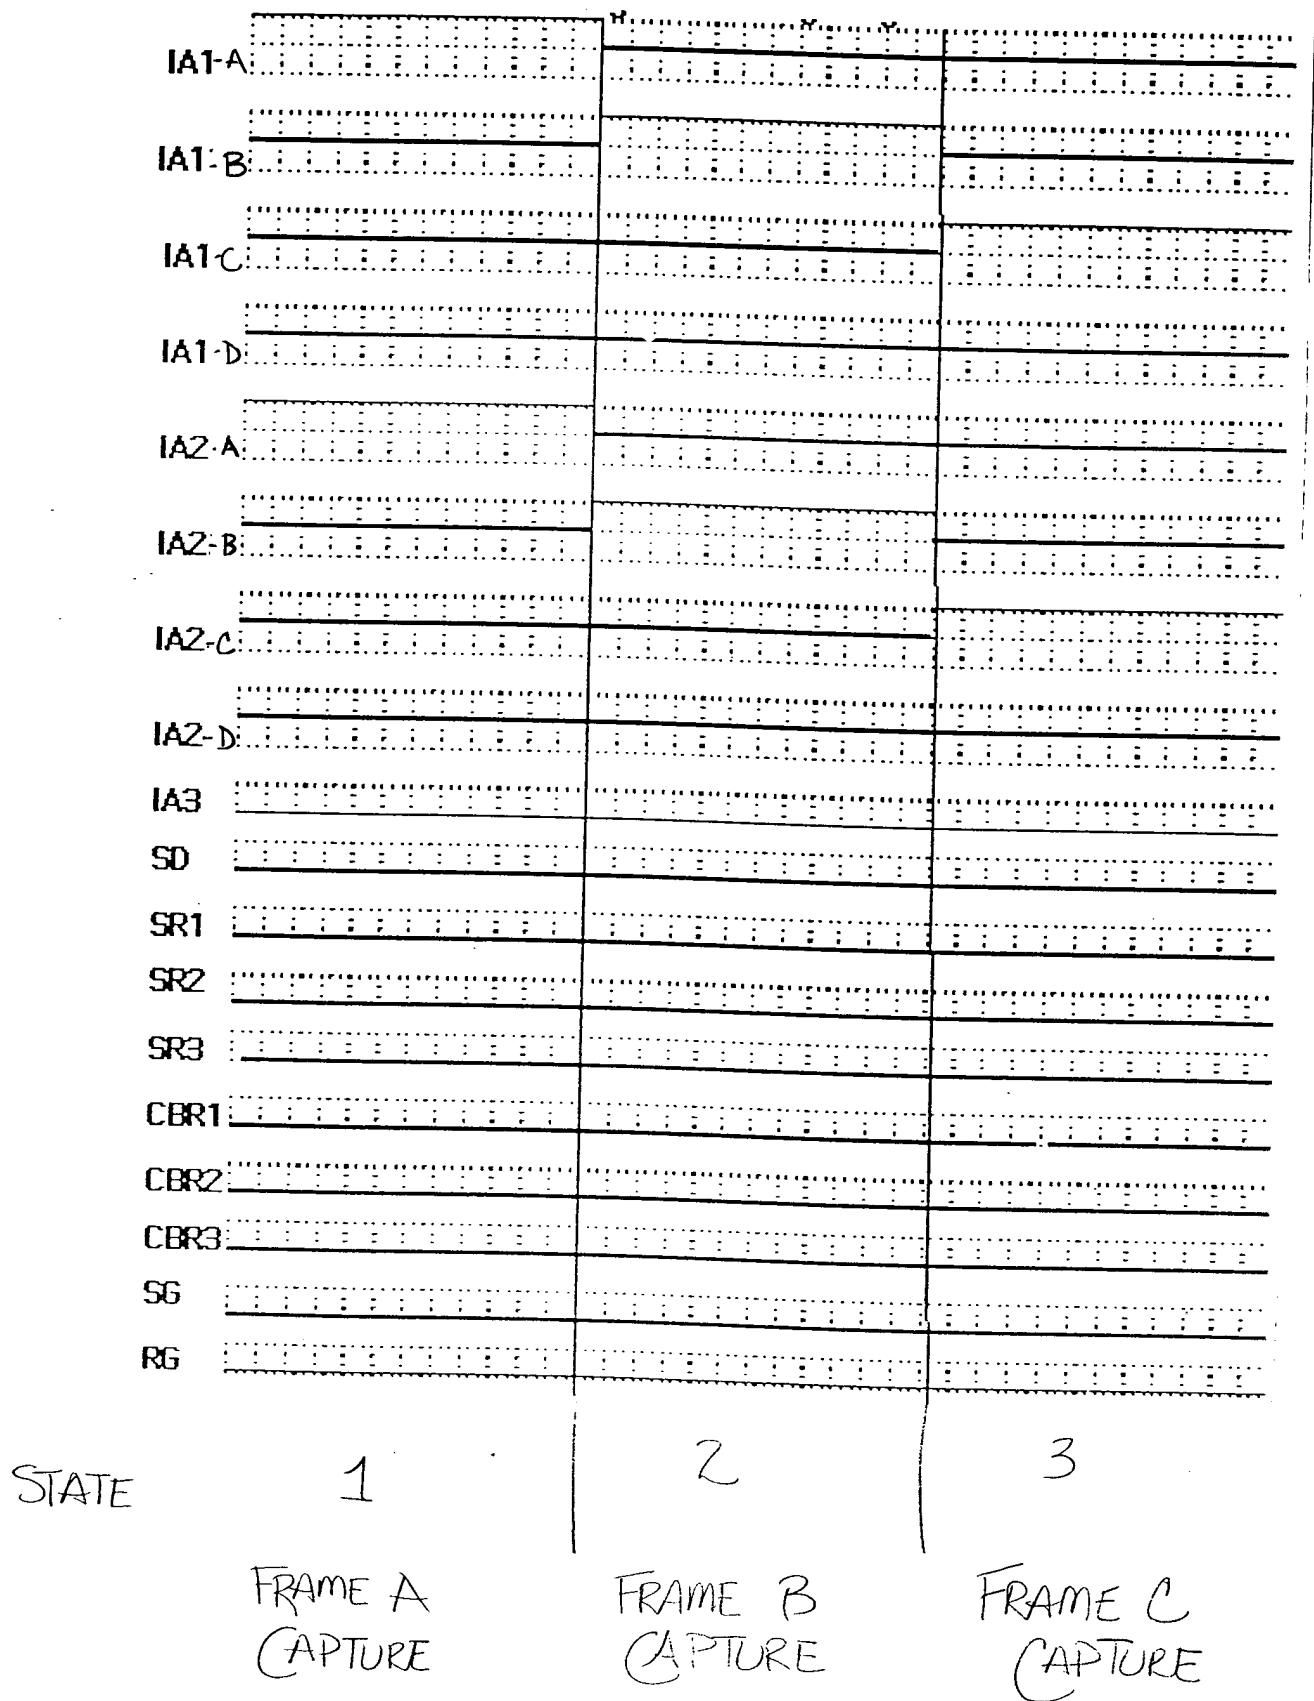 IA1-A
IA1-B
IA1-C
IA1-D
IA2-A
IA2-B
IA2-C
IA2-D
IA3
SD
SR1
SR2
SR3
CBR1
CBR2
CBR3
SG
RG
STATE 1 2 3
FRAME A FRAME B FRAME C
CAPTURE CAPTURE CAPTURE